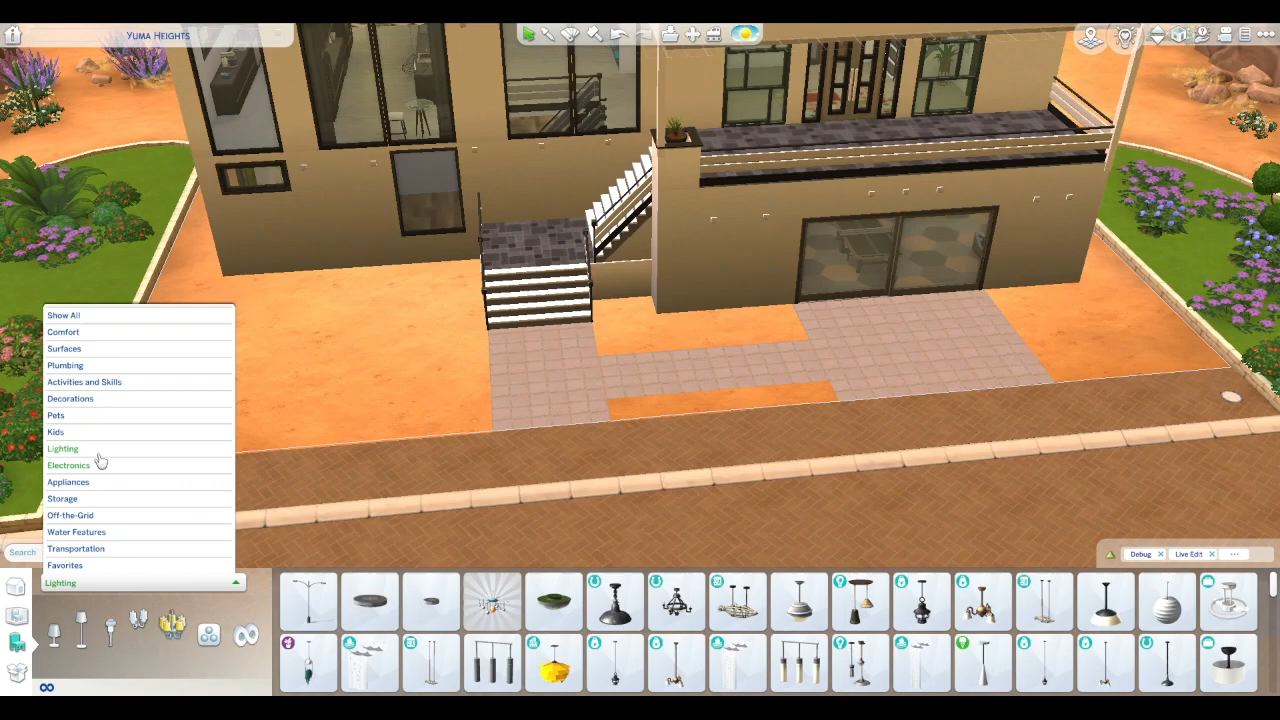 Yuma Heights
Show All
Comfort
Surfaces
Plumbing
Activities and Skills
Decorations
Pets
Kids
Lighting
Electronics
Appliances
Storage
Off-the-Grid
Water Features
Transportation
Favorites
Search
Lighting
Debug
Live Edit